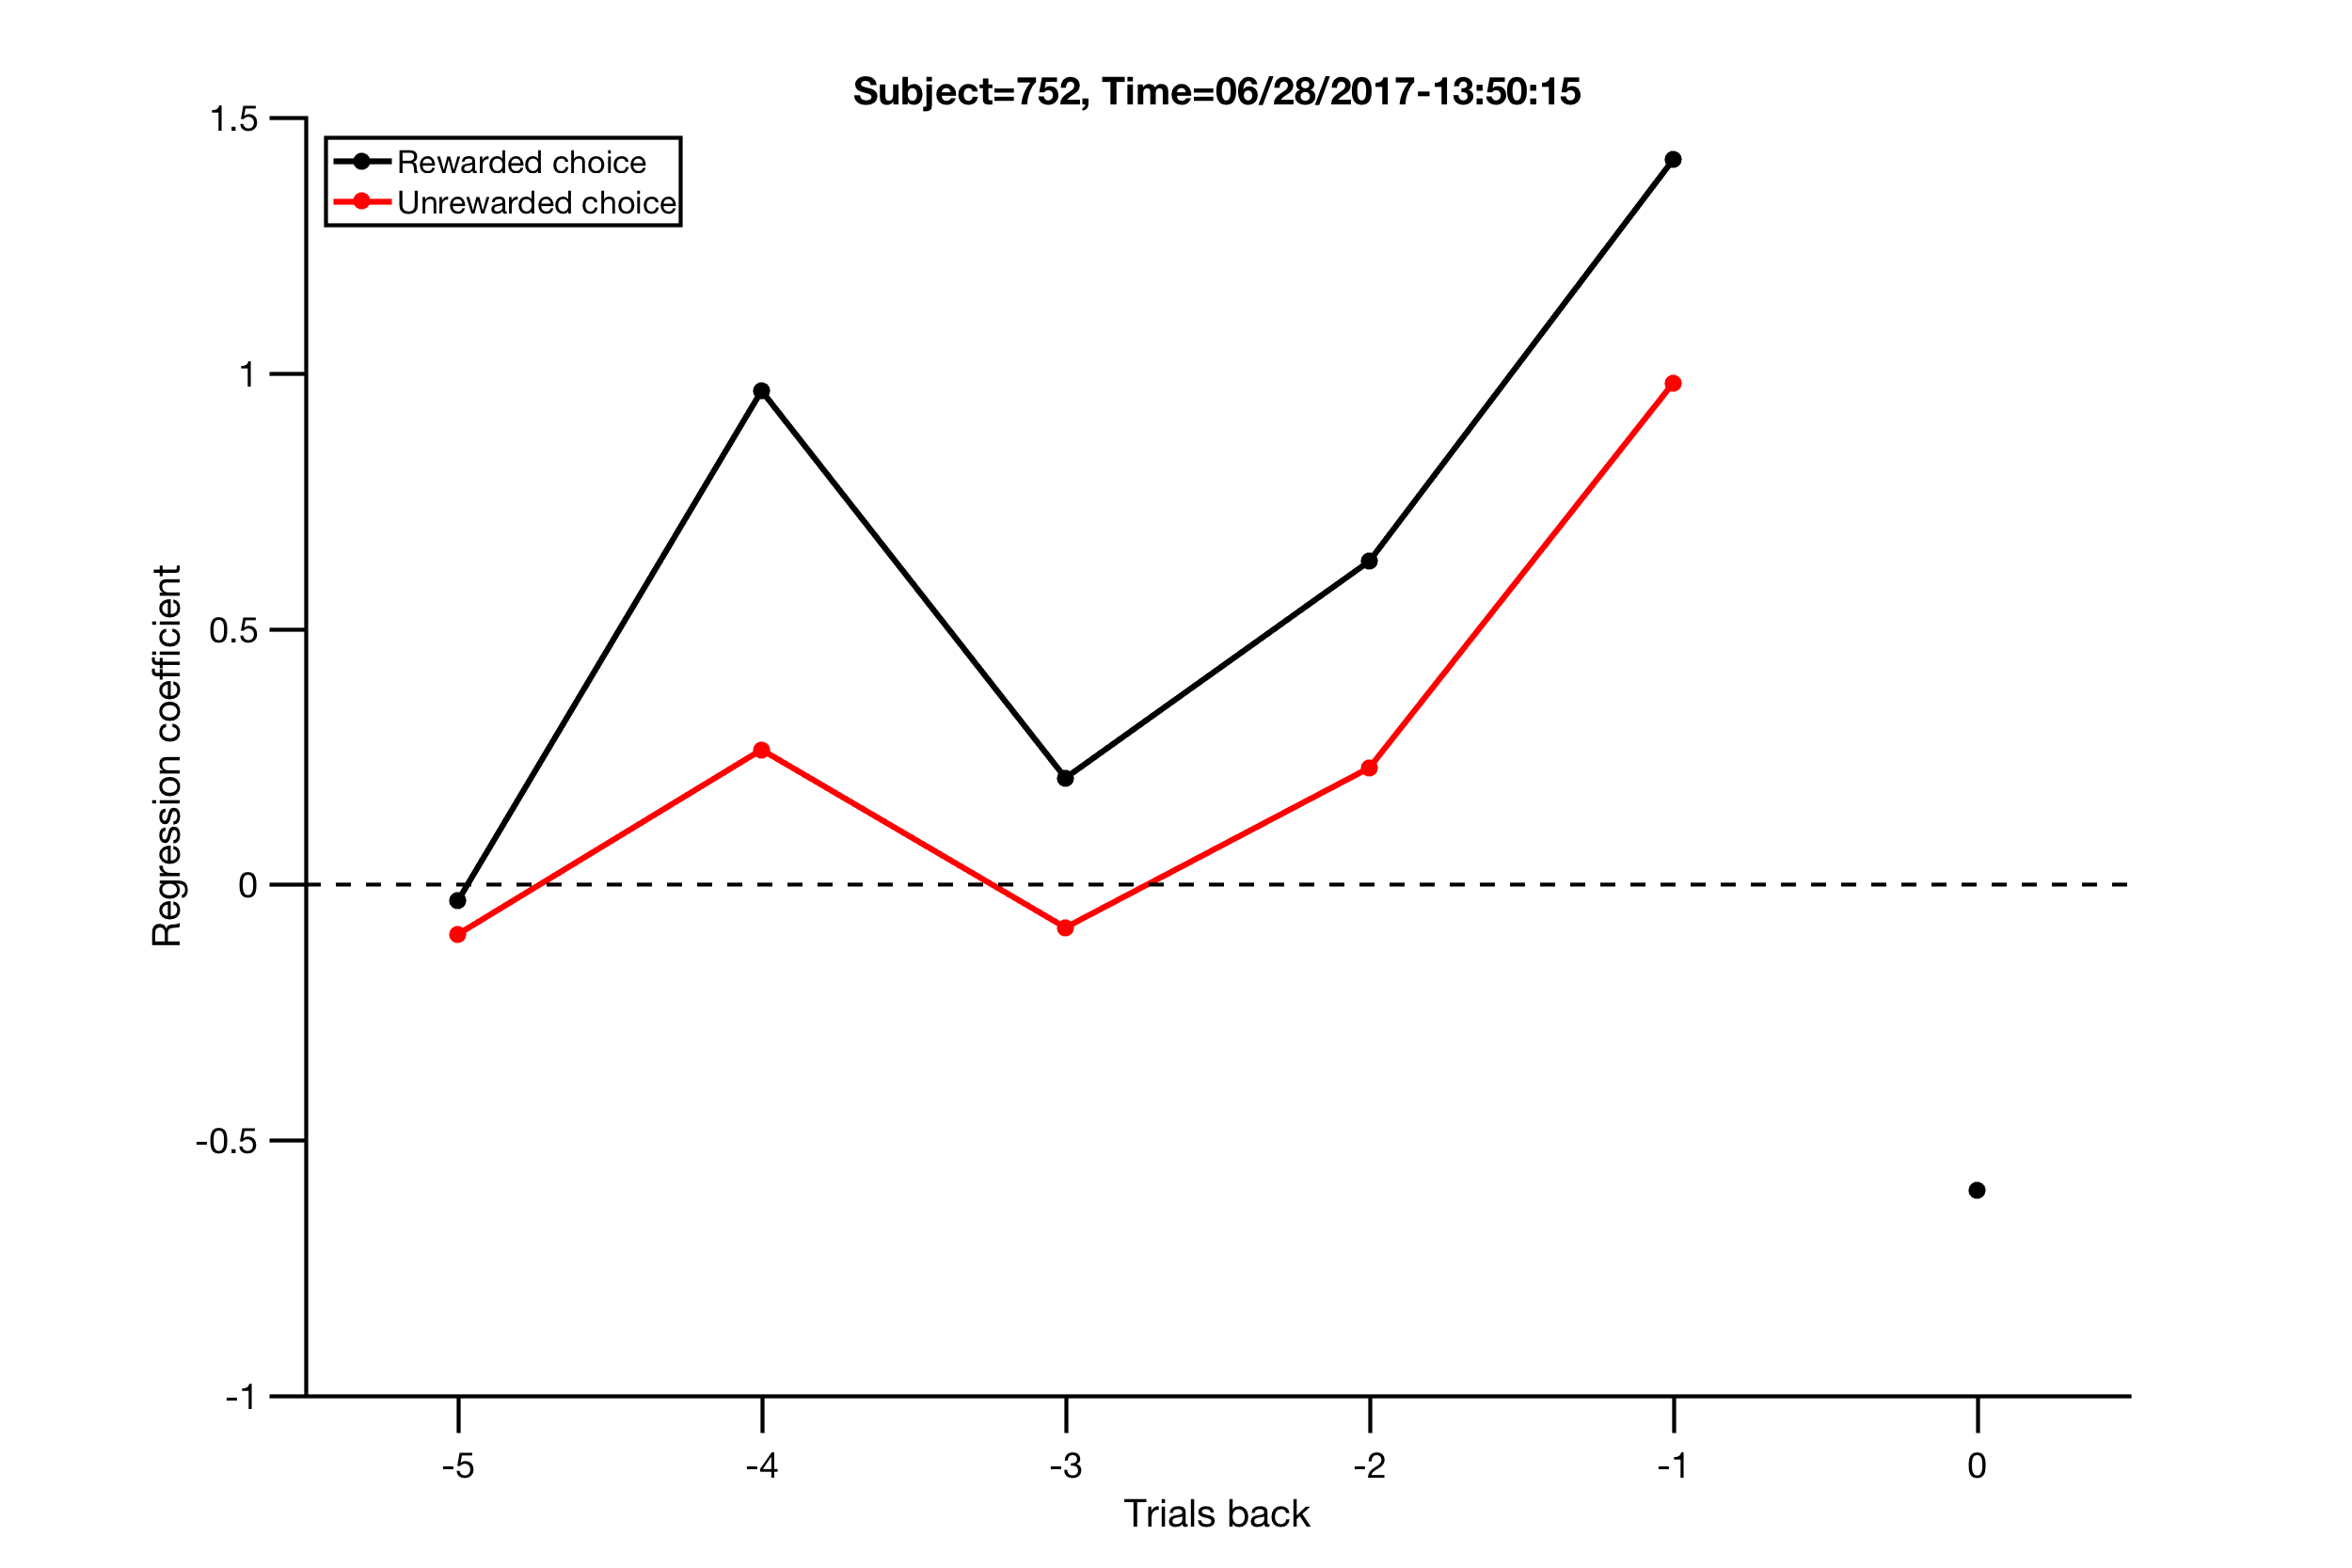 Subject=752, Time=06/28/2017-13:50:15
Rewarded choice
Unrewarded choice
Regression coefficient
1.5
1
0.5
0
-0.5
-1
-5 -4 -3 -2 -1 0
Trials back